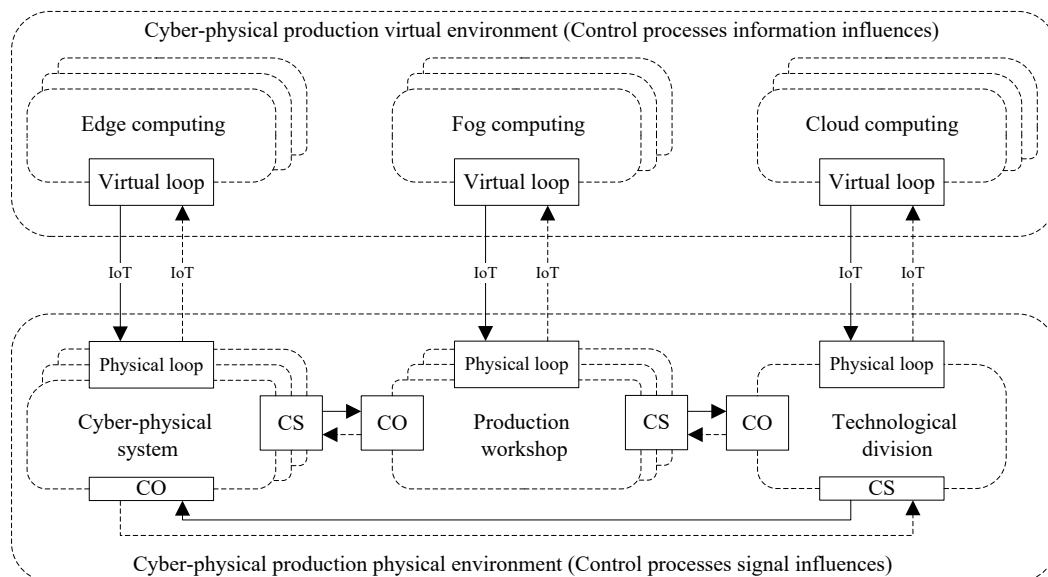 Cyber-physical production virtual environment (Control processes information influences)
Edge computing
Fog computing
Cloud computing
Virtual loop
Virtual loop
Virtual loop
IoT
IoT
IoT
IoT
IoT
IoT
Physical loop
Physical loop
Physical loop
Cyber-physical
system
CS
CO
Production
workshop
CS
CO
Technological
division
CO
CS
Cyber-physical production physical environment (Control processes signal influences)